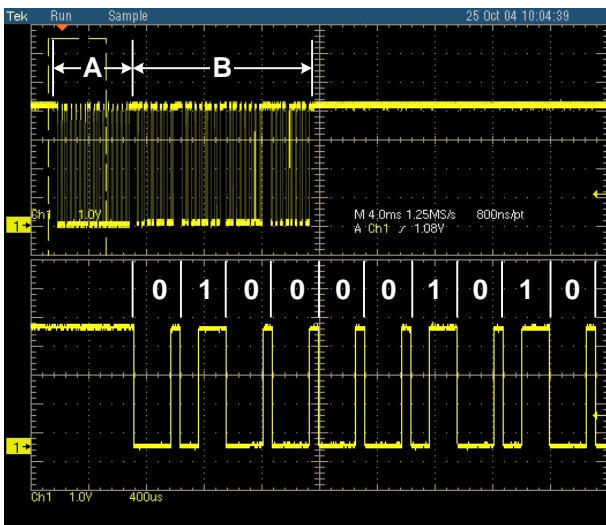 Tek Run Sample 25 Oct 04 10:04:39
A B
Ch1 1.0V M 4.0ms 1.25MS/s 800ns/pt
1 A Ch1 / 1.08V
0 1 0 0 0 0 1 0 1 0
1
Ch1 1.0V 400us